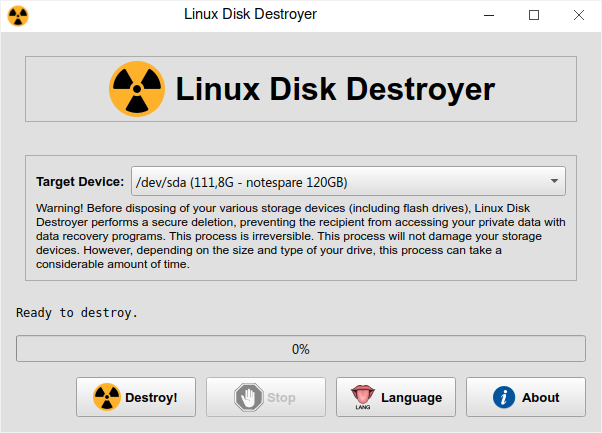 Linux Disk Destroyer
Linux Disk Destroyer
Target Device: /dev/sda (111,8G - notespare 120GB)
Warning! Before disposing of your various storage devices (including flash drives), Linux Disk
Destroyer performs a secure deletion, preventing the recipient from accessing your private data with
data recovery programs. This process is irreversible. This process will not damage your storage
devices. However, depending on the size and type of your drive, this process can take a
considerable amount of time.
Ready to destroy.
0%
Destroy! Stop LANG Language About